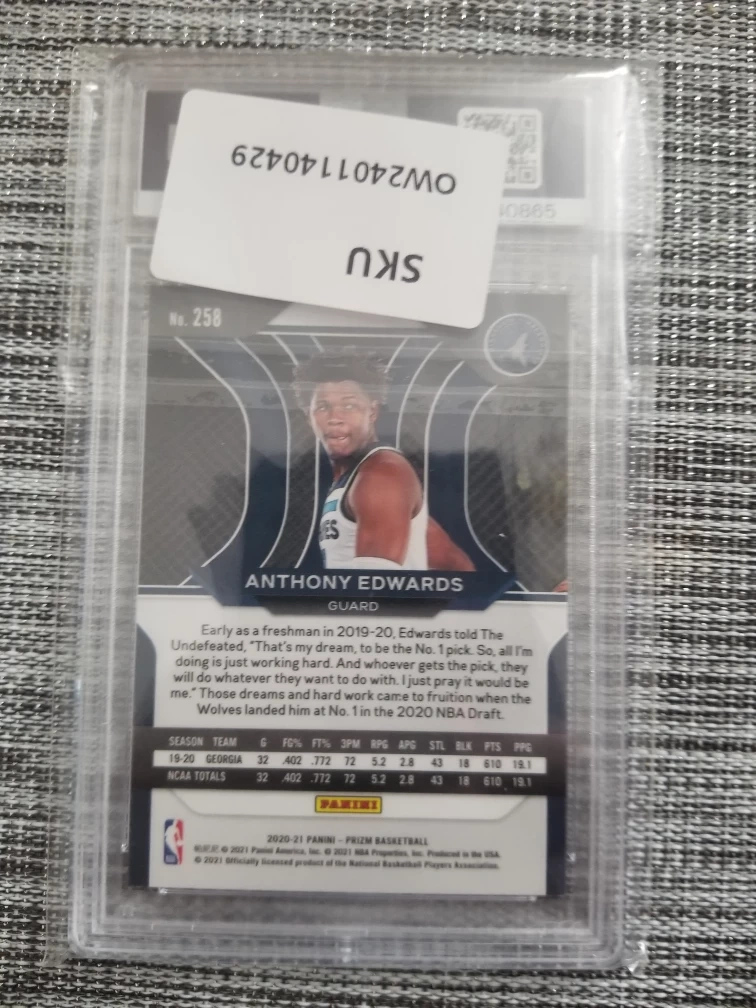 SKU
OW2401140429
0865
No. 258
WOLVES
ANTHONY EDWARDS
GUARD
Early as a freshman in 2019-20, Edwards told The
Undefeated, "That's my dream, to be the No. 1 pick. So, all I'm
doing is just working hard. And whoever gets the pick, they
will do whatever they want to do with. I just pray it would be
me." Those dreams and hard work came to fruition when the
Wolves landed him at No. 1 in the 2020 NBA Draft.
SEASON TEAM G FG% FT% 3PM RPG APG STL BLK PTS PPG
19-20 GEORGIA 32 .402 .772 72 5.2 2.8 43 18 610 19.1
NCAA TOTALS 32 .402 .772 72 5.2 2.8 43 18 610 19.1
PANINI
2020-21 PANINI - PRIZM BASKETBALL
© 2021 Panini America, Inc. © 2021 NBA Properties, Inc. Produced in the USA.
© 2021 Officially licensed product of the National Basketball Players Association.